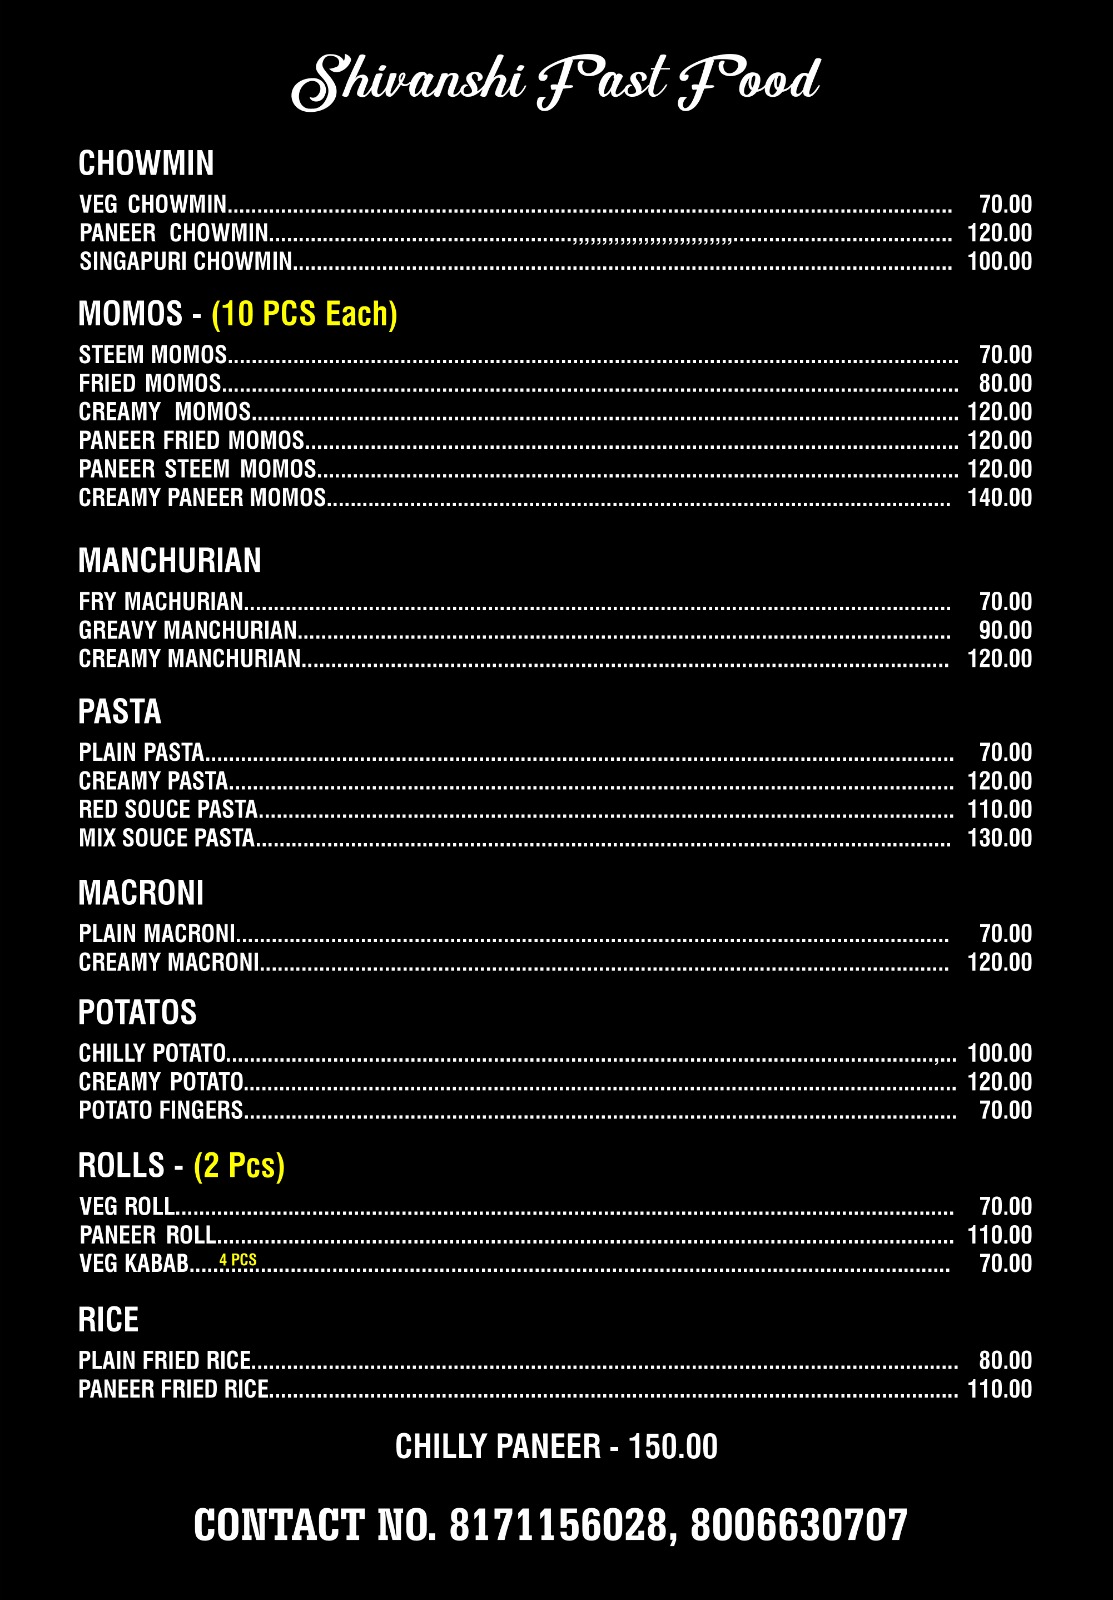 Shivanshi Fast Food
CHOWMIN
VEG CHOWMIN........................ 70.00
PANEER CHOWMIN........................ 120.00
SINGAPURI CHOWMIN........................ 100.00
MOMOS - (10 PCS Each)
STEEM MOMOS........................ 70.00
FRIED MOMOS........................ 80.00
CREAMY MOMOS........................ 120.00
PANEER FRIED MOMOS........................ 120.00
PANEER STEEM MOMOS........................ 120.00
CREAMY PANEER MOMOS........................ 140.00
MANCHURIAN
FRY MACHURIAN........................ 70.00
GREAVY MANCHURIAN........................ 90.00
CREAMY MANCHURIAN........................ 120.00
PASTA
PLAIN PASTA........................ 70.00
CREAMY PASTA........................ 120.00
RED SOUCE PASTA........................ 110.00
MIX SOUCE PASTA........................ 130.00
MACRONI
PLAIN MACRONI........................ 70.00
CREAMY MACRONI........................ 120.00
POTATOS
CHILLY POTATO........................ 100.00
CREAMY POTATO........................ 120.00
POTATO FINGERS........................ 70.00
ROLLS - (2 Pcs)
VEG ROLL........................ 70.00
PANEER ROLL........................ 110.00
VEG KABAB..... 4 PCS........................ 70.00
RICE
PLAIN FRIED RICE........................ 80.00
PANEER FRIED RICE........................ 110.00
CHILLY PANEER - 150.00
CONTACT NO. 8171156028, 8006630707